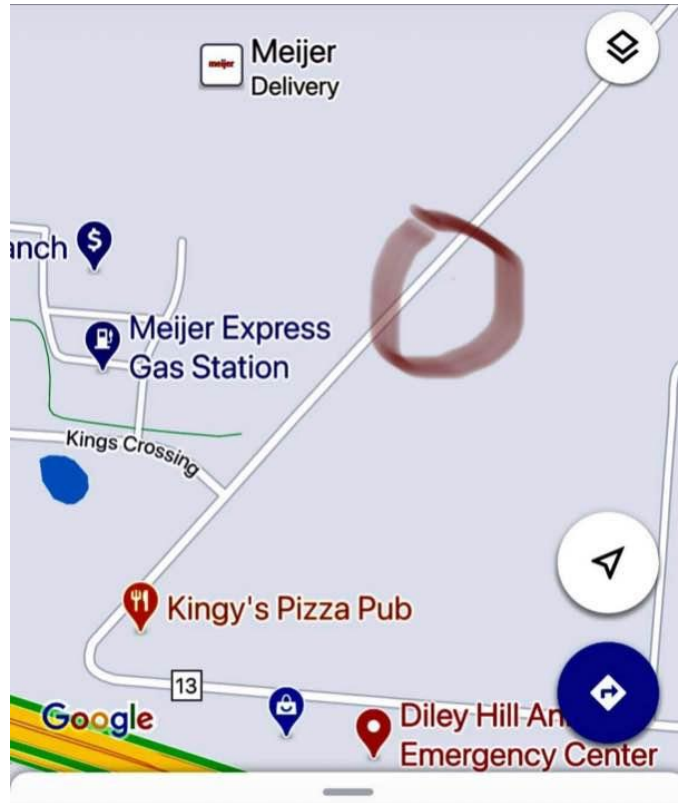 meijer
Meijer
Delivery
anch
Meijer Express
Gas Station
Kings Crossing
Kingy's Pizza Pub
13
Google
Diley Hill An
Emergency Center